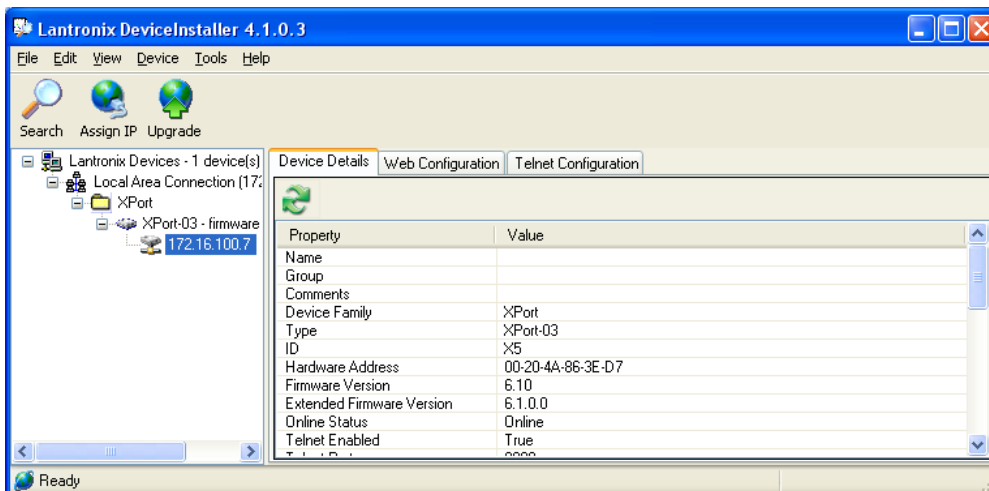 Lantronix DeviceInstaller 4.1.0.3
File Edit View Device Tools Help
Search Assign IP Upgrade
Lantronix Devices - 1 device(s)
Local Area Connection (172
XPort
XPort-03 - firmware
172.16.100.7
Device Details Web Configuration Telnet Configuration
Property Value
Name
Group
Comments
Device Family XPort
Type XPort-03
ID X5
Hardware Address 00-20-4A-86-3E-D7
Firmware Version 6.10
Extended Firmware Version 6.1.0.0
Online Status Online
Telnet Enabled True
Ready